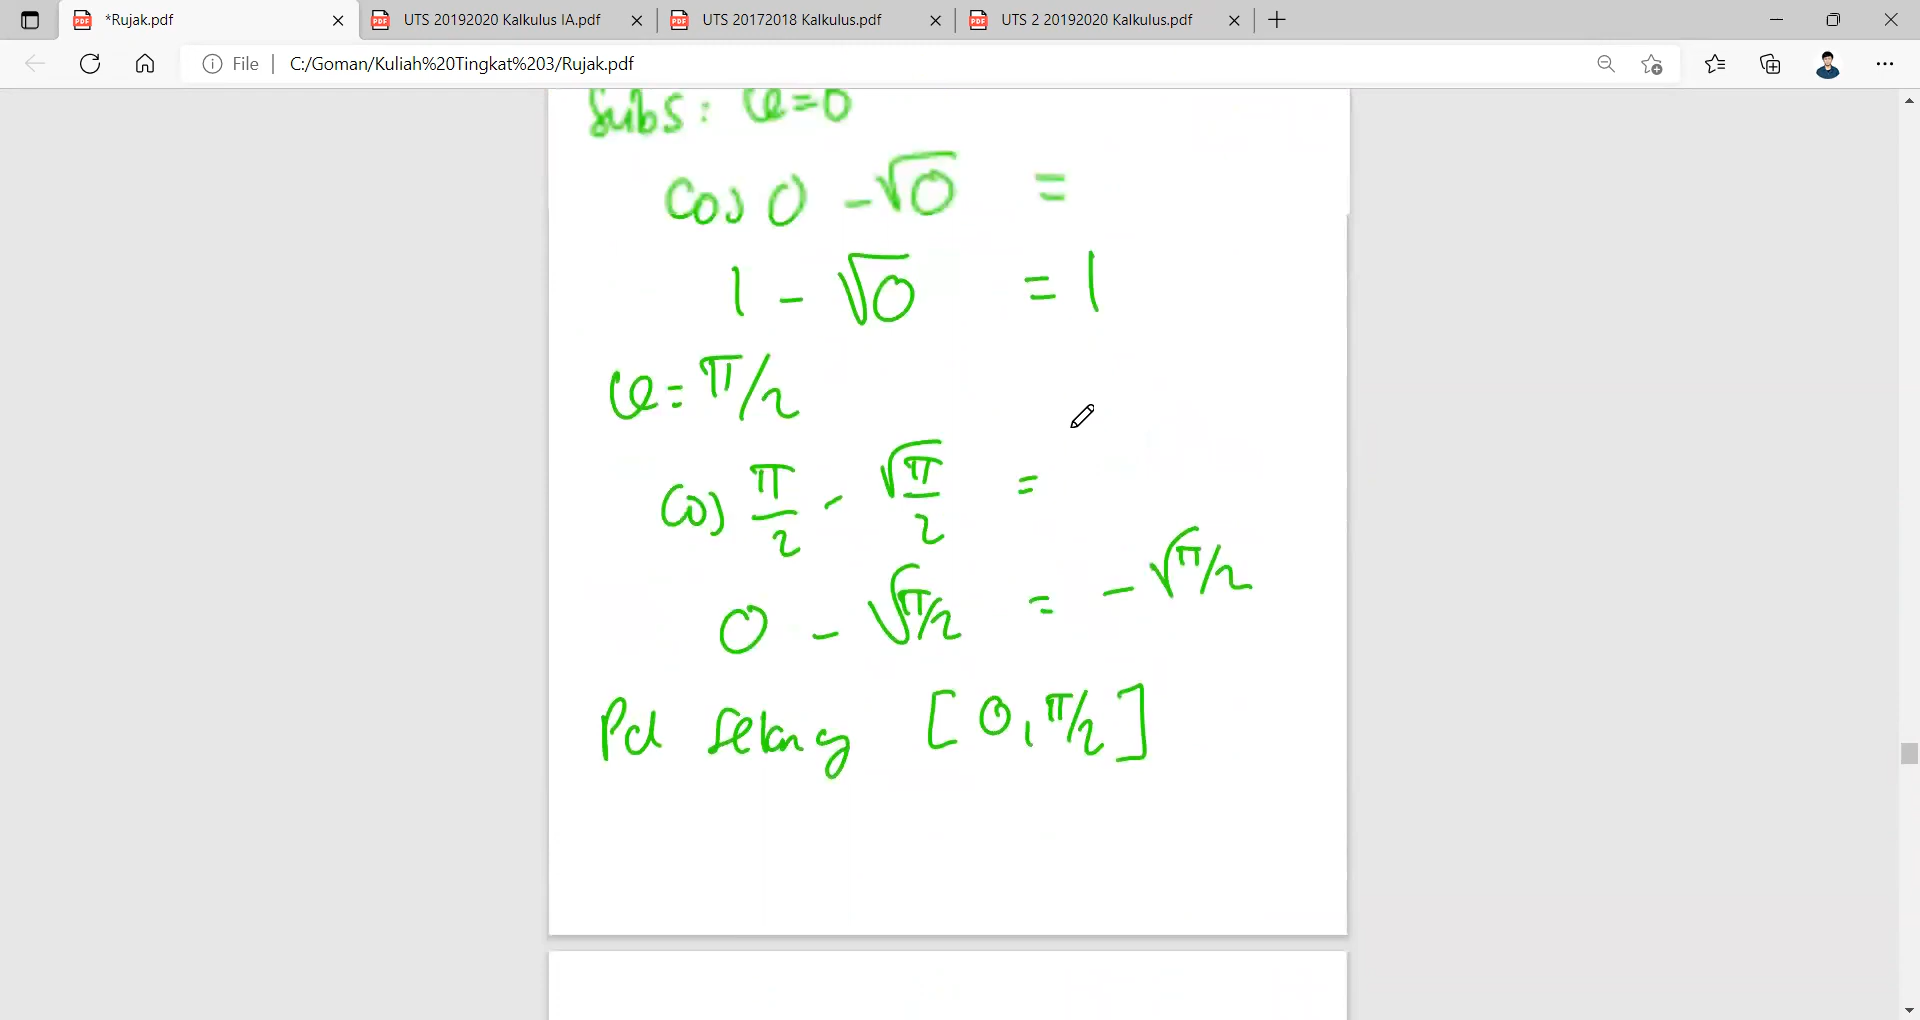 *Rujak.pdf
UTS 20192020 Kalkulus IA.pdf
UTS 20172018 Kalkulus.pdf
UTS 2 20192020 Kalkulus.pdf
File | C:/Goman/Kuliah%20Tingkat%203/Rujak.pdf
Subs : x=0
cos 0 - √0 =
1 - √0 = 1
x = π/2
cos π/2 - √π/2 =
0 - √π/2 = - √π/2
Pd selang [0, π/2]